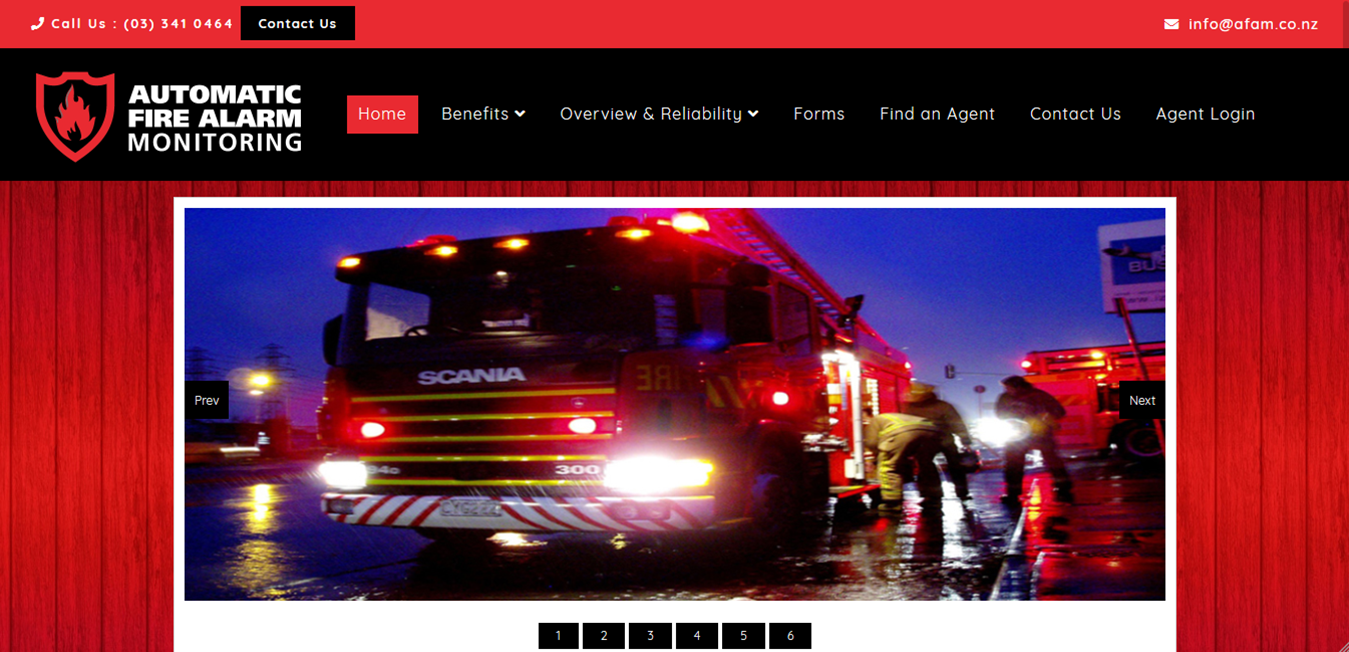 Call Us : (03) 341 0464
Contact Us
info@afam.co.nz
AUTOMATIC
FIRE ALARM
MONITORING
Home
Benefits
Overview & Reliability
Forms
Find an Agent
Contact Us
Agent Login
BUS
SCANIA
FIRE
Prev
Next
94D
300
1
2
3
4
5
6